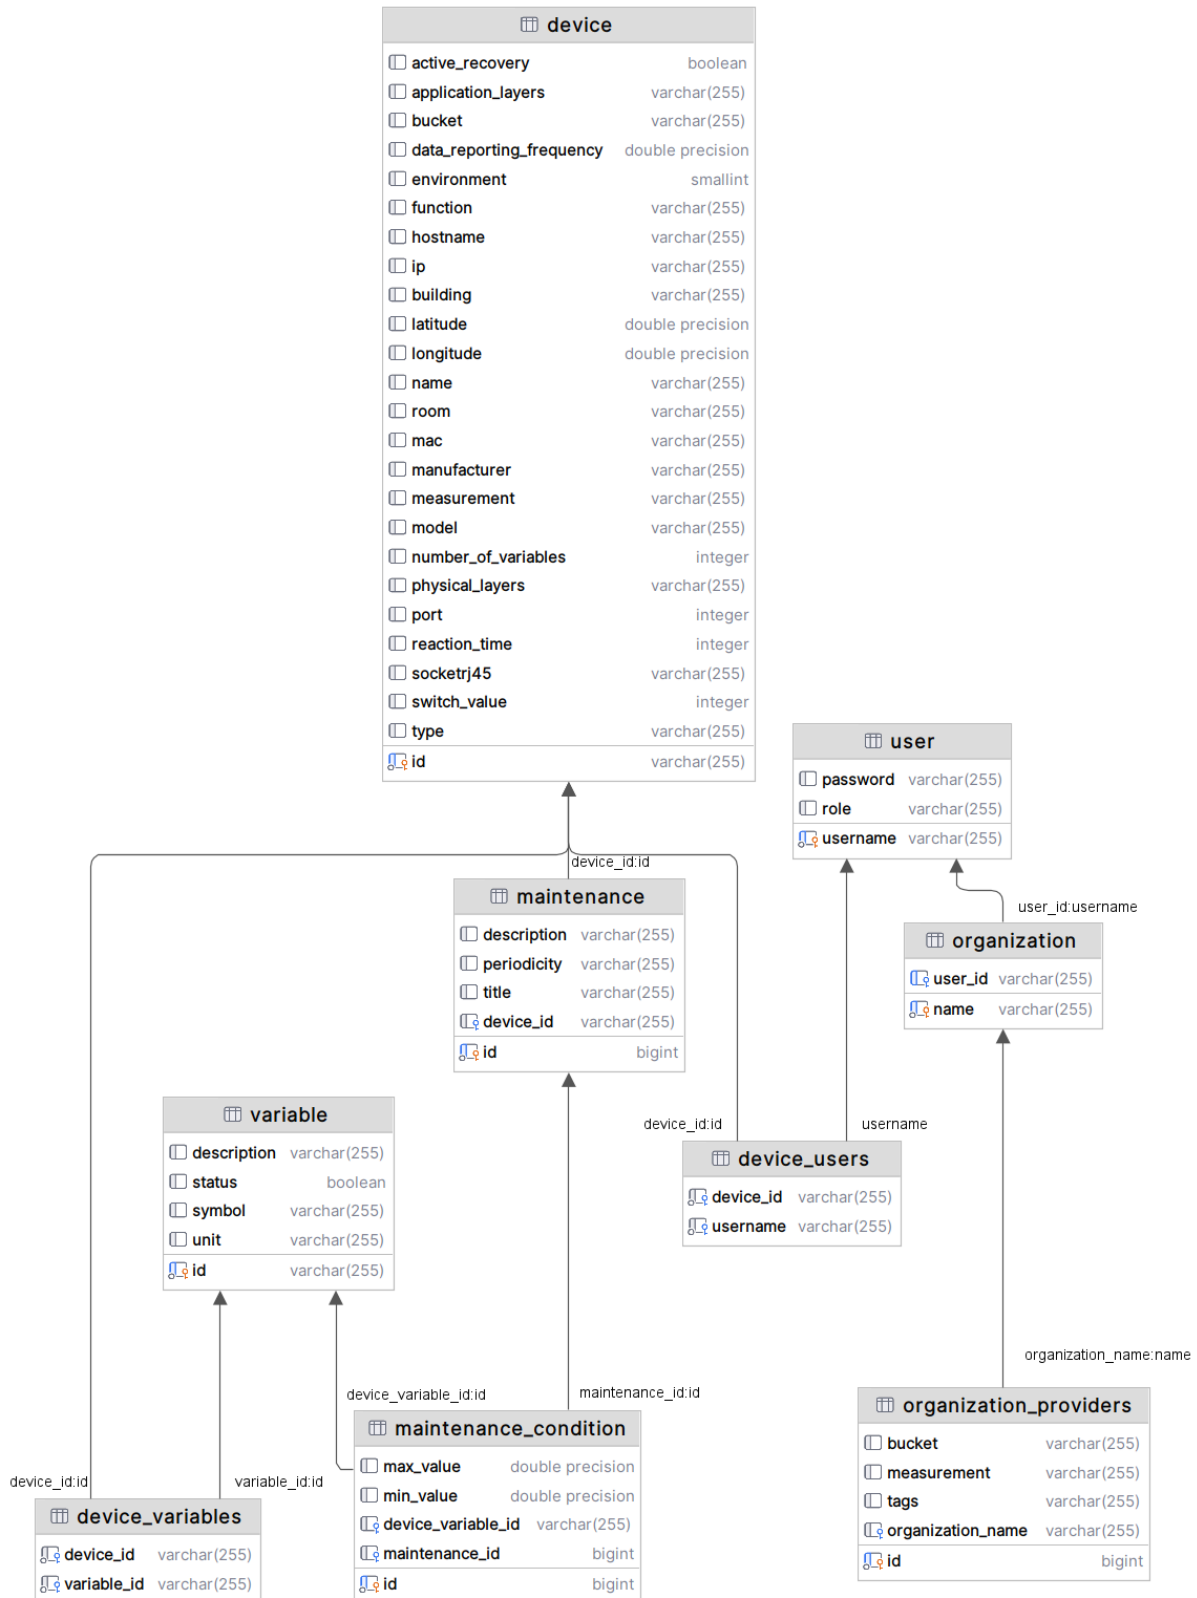 device
active_recovery boolean
application_layers varchar(255)
bucket varchar(255)
data_reporting_frequency double precision
environment smallint
function varchar(255)
hostname varchar(255)
ip varchar(255)
building varchar(255)
latitude double precision
longitude double precision
name varchar(255)
room varchar(255)
mac varchar(255)
manufacturer varchar(255)
measurement varchar(255)
model varchar(255)
number_of_variables integer
physical_layers varchar(255)
port integer
reaction_time integer
socketrj45 varchar(255)
switch_value integer
type varchar(255)
id varchar(255)
user
password varchar(255)
role varchar(255)
username varchar(255)
device_id:id
maintenance
description varchar(255)
periodicity varchar(255)
title varchar(255)
device_id varchar(255)
id bigint
user_id:username
organization
user_id varchar(255)
name varchar(255)
variable
description varchar(255)
status boolean
symbol varchar(255)
unit varchar(255)
id varchar(255)
device_id:id
username
device_users
device_id varchar(255)
username varchar(255)
organization_name:name
organization_providers
bucket varchar(255)
measurement varchar(255)
tags varchar(255)
organization_name varchar(255)
id bigint
device_variable_id:id
maintenance_id:id
maintenance_condition
max_value double precision
min_value double precision
device_variable_id varchar(255)
maintenance_id bigint
id bigint
device_id:id
variable_id:id
device_variables
device_id varchar(255)
variable_id varchar(255)